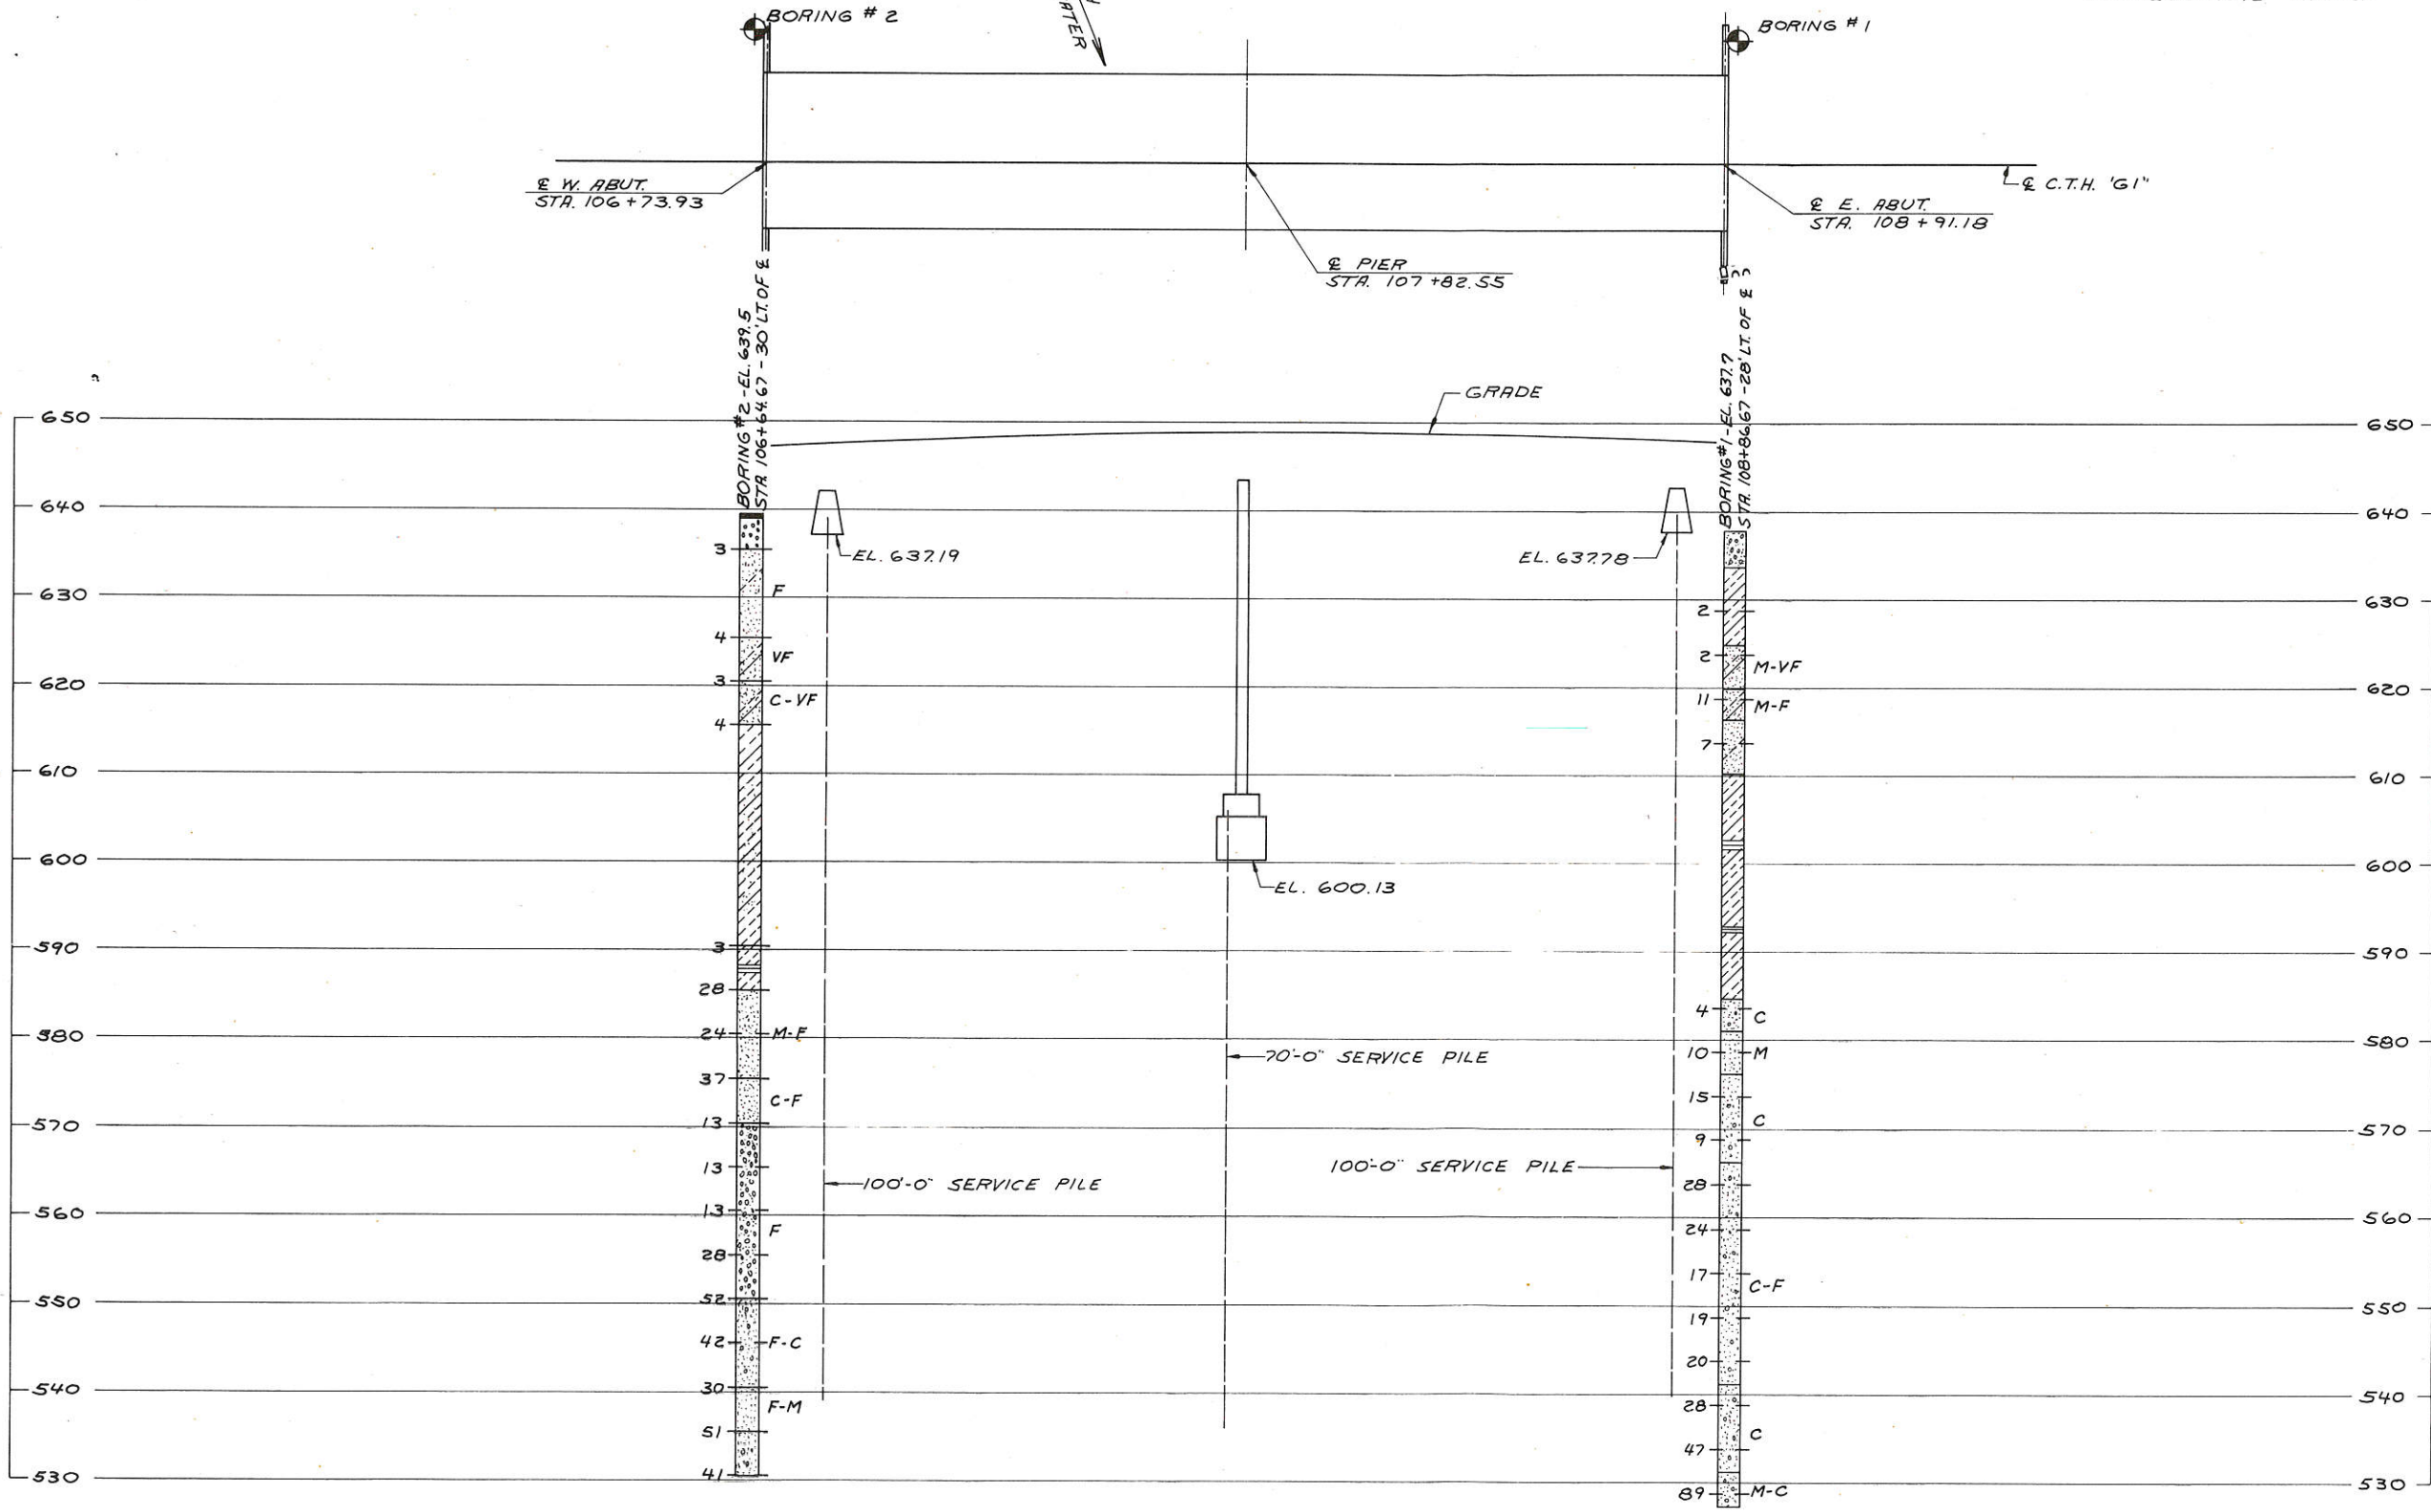 BORING # 2
ATER
BORING # 1
℄ W. ABUT.
STA. 106+73.93
℄ C.T.H. 'G1"
℄ E. ABUT.
STA. 108 + 91.18
℄ PIER
STA. 107 +82.55
BORING #2 -EL. 639.5
STA. 106+64.67 - 30' LT. OF ℄
BORING #1-EL. 637.7
STA. 108+86.67 -28' LT. OF ℄
GRADE
650
650
640
640
EL. 637.19
EL. 637.78
3
630
F
2
630
4
VF
2
M-VF
620
3
620
C-VF
11
M-F
4
7
610
610
600
600
EL. 600.13
590
3
590
28
4
C
580
24
M-F
70'-0" SERVICE PILE
10
M
580
37
C-F
15
C
570
13
570
9
13
100'-0" SERVICE PILE
100'-0" SERVICE PILE
28
560
13
560
F
24
28
17
C-F
550
52
550
19
42
F-C
20
540
30
540
F-M
28
51
C
47
530
41
530
89
M-C